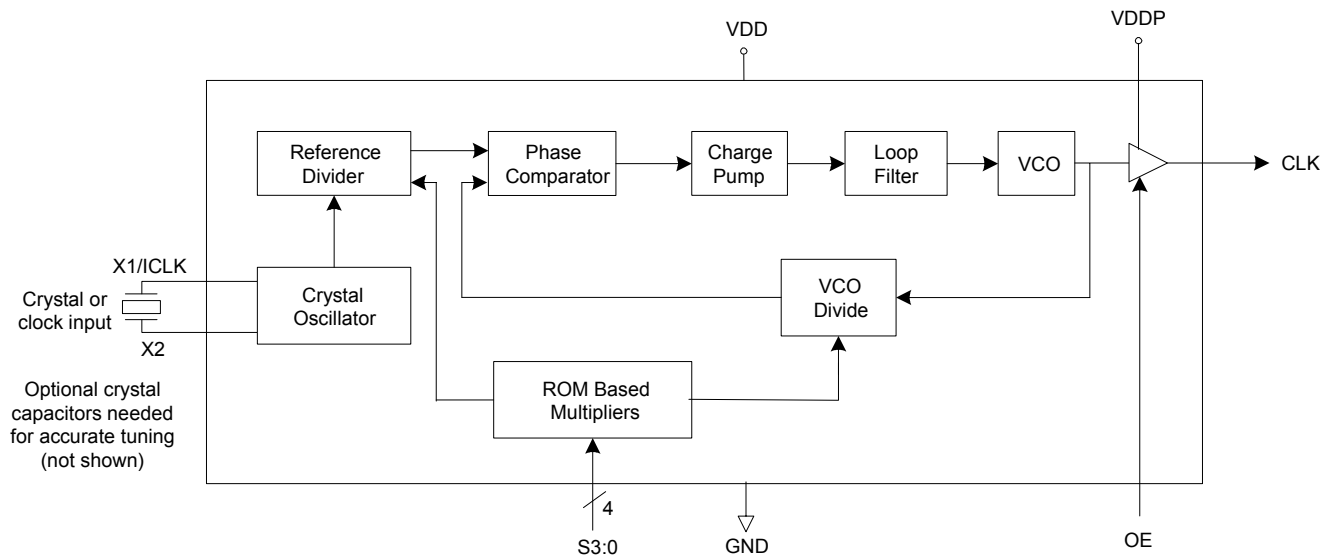 VDD
VDDP
Reference
Divider
Phase
Comparator
Charge
Pump
Loop
Filter
VCO
CLK
X1/ICLK
Crystal or
clock input
X2
Crystal
Oscillator
VCO
Divide
Optional crystal
capacitors needed
for accurate tuning
(not shown)
ROM Based
Multipliers
4
S3:0
GND
OE